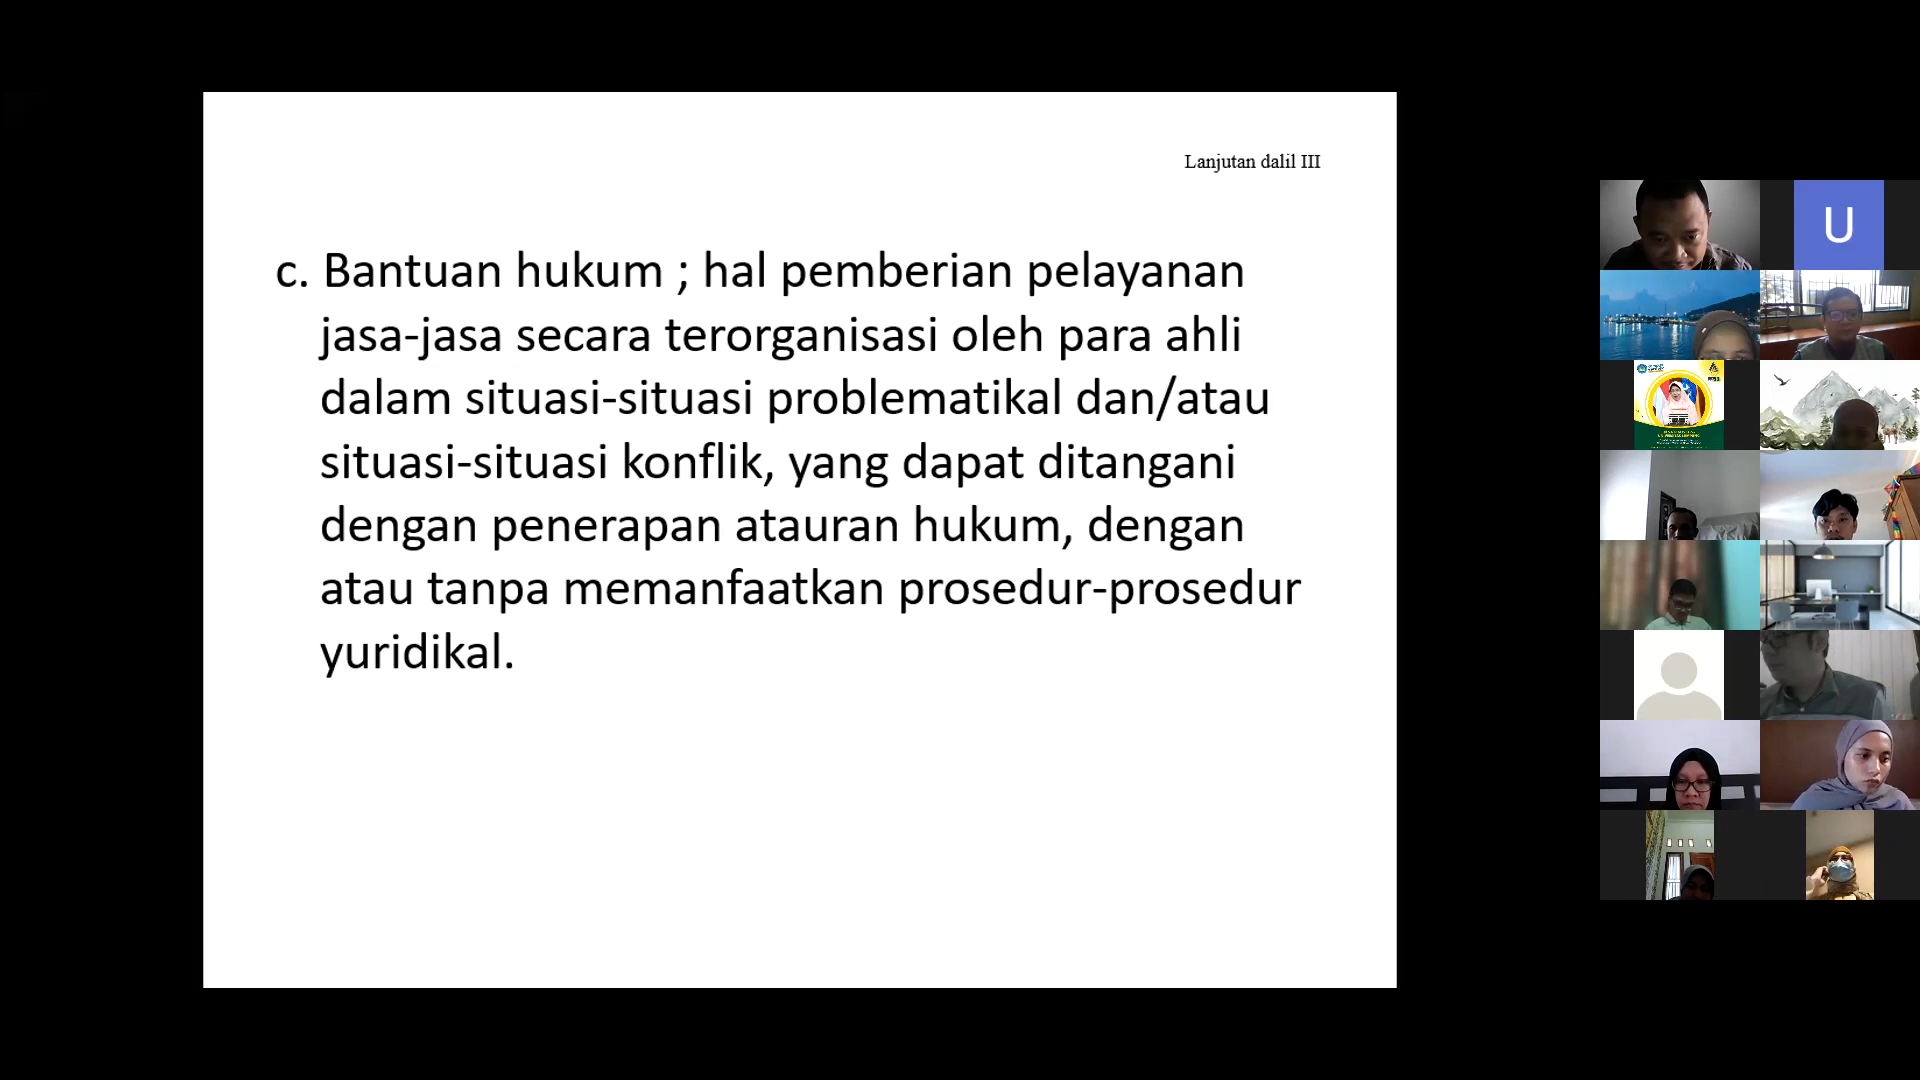 Lanjutan dalil III
c. Bantuan hukum ; hal pemberian pelayanan
jasa-jasa secara terorganisasi oleh para ahli
dalam situasi-situasi problematikal dan/atau
situasi-situasi konflik, yang dapat ditangani
dengan penerapan atauran hukum, dengan
atau tanpa memanfaatkan prosedur-prosedur
yuridikal.
U